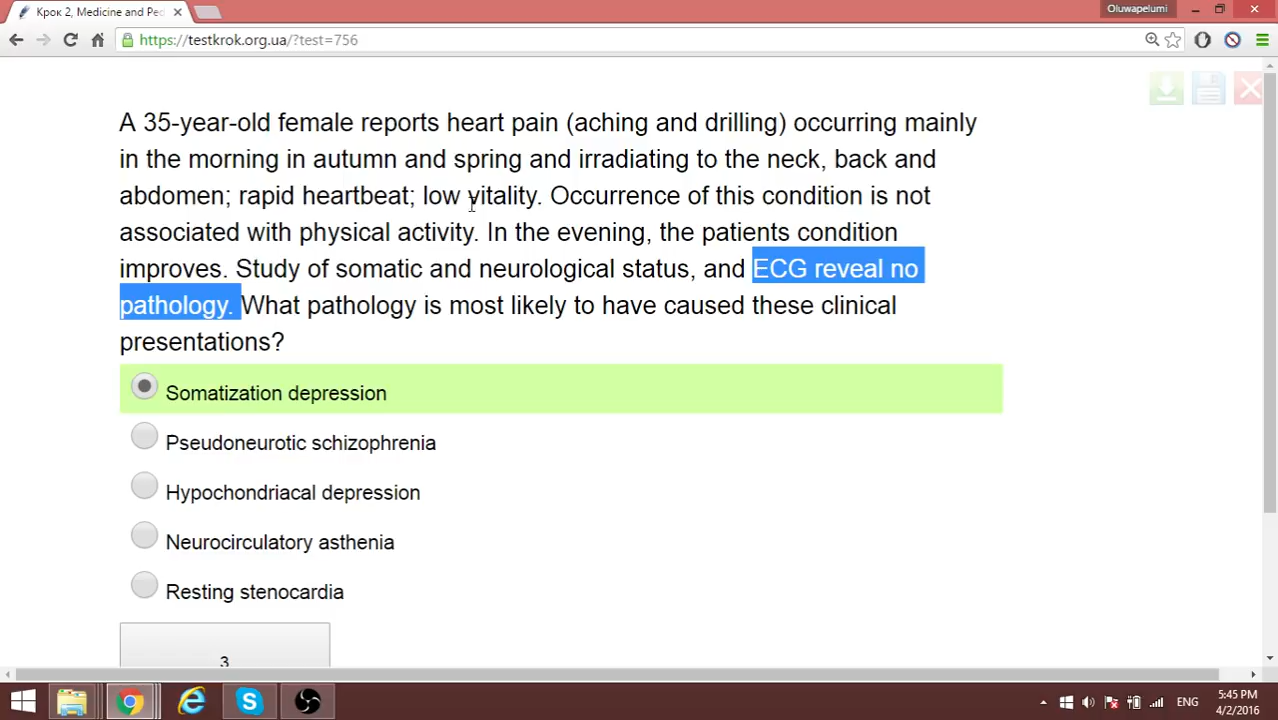 Крок 2, Medicine and Ped
Oluwapelumi
https://testkrok.org.ua/?test=756
A 35-year-old female reports heart pain (aching and drilling) occurring mainly
in the morning in autumn and spring and irradiating to the neck, back and
abdomen; rapid heartbeat; low vitality. Occurrence of this condition is not
associated with physical activity. In the evening, the patients condition
improves. Study of somatic and neurological status, and ECG reveal no
pathology. What pathology is most likely to have caused these clinical
presentations?
Somatization depression
Pseudoneurotic schizophrenia
Hypochondriacal depression
Neurocirculatory asthenia
Resting stenocardia
3
ENG
5:45 PM
4/2/2016